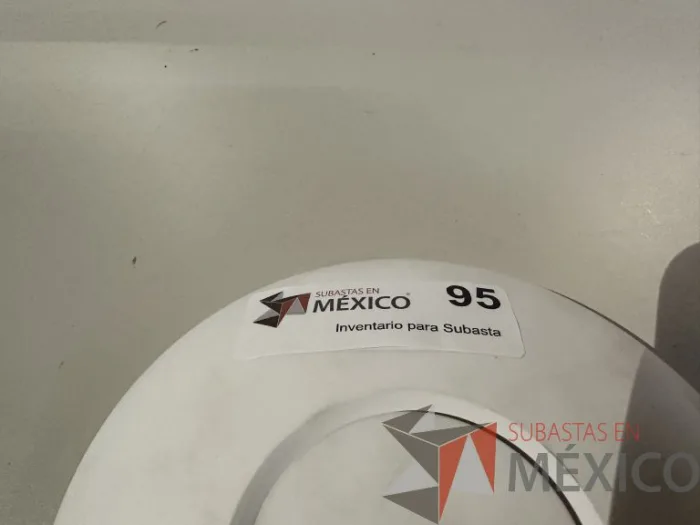 SUBASTAS EN
MÉXICO® 95
Inventario para Subasta
SUBASTAS EN
MÉXICO